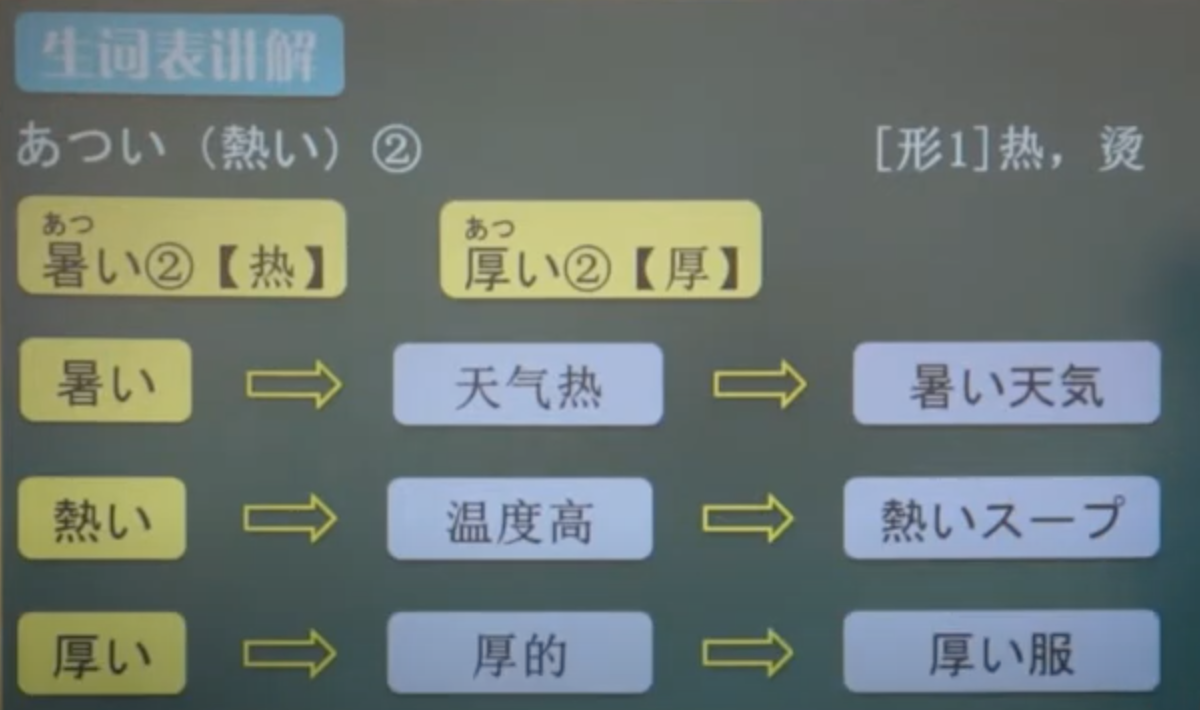 生词表讲解
あつい（熱い）② [形1]热，烫
あつ あつ
暑い②【热】 厚い②【厚】
暑い 天气热 暑い天気
熱い 温度高 熱いスープ
厚い 厚的 厚い服